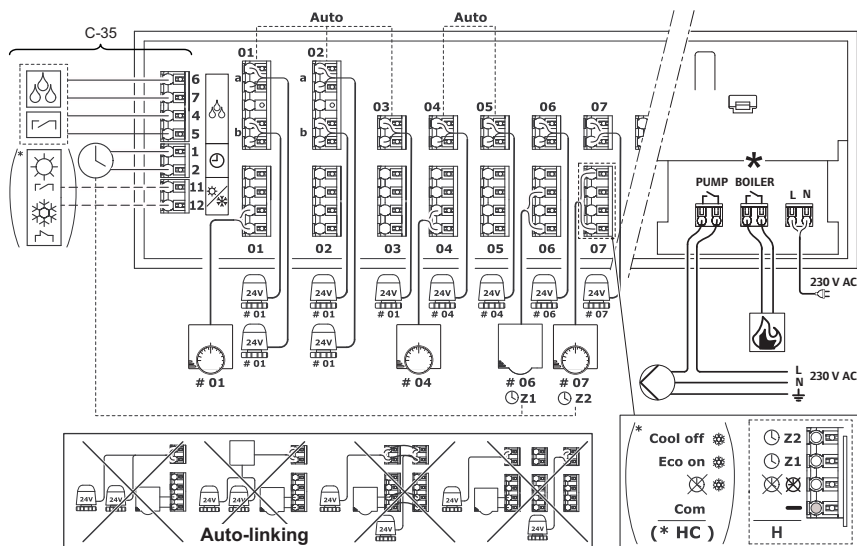 C-35
Auto
Auto
01
02
a
a
b
b
03
04
05
06
07
6
7
4
5
1
2
11
12
*
*
PUMP
BOILER
L
N
01
02
03
04
05
06
07
230 V AC
24V
# 01
24V
# 01
24V
# 01
24V
# 04
24V
# 04
24V
# 06
24V
# 07
24V
# 01
24V
# 01
# 01
# 04
# 06
# 07
Z1
Z2
L
N
230 V AC
24V
24V
24V
24V
24V
24V
24V
24V
Auto-linking
*
Cool off
Eco on
Com
(* HC )
Z2
Z1
H